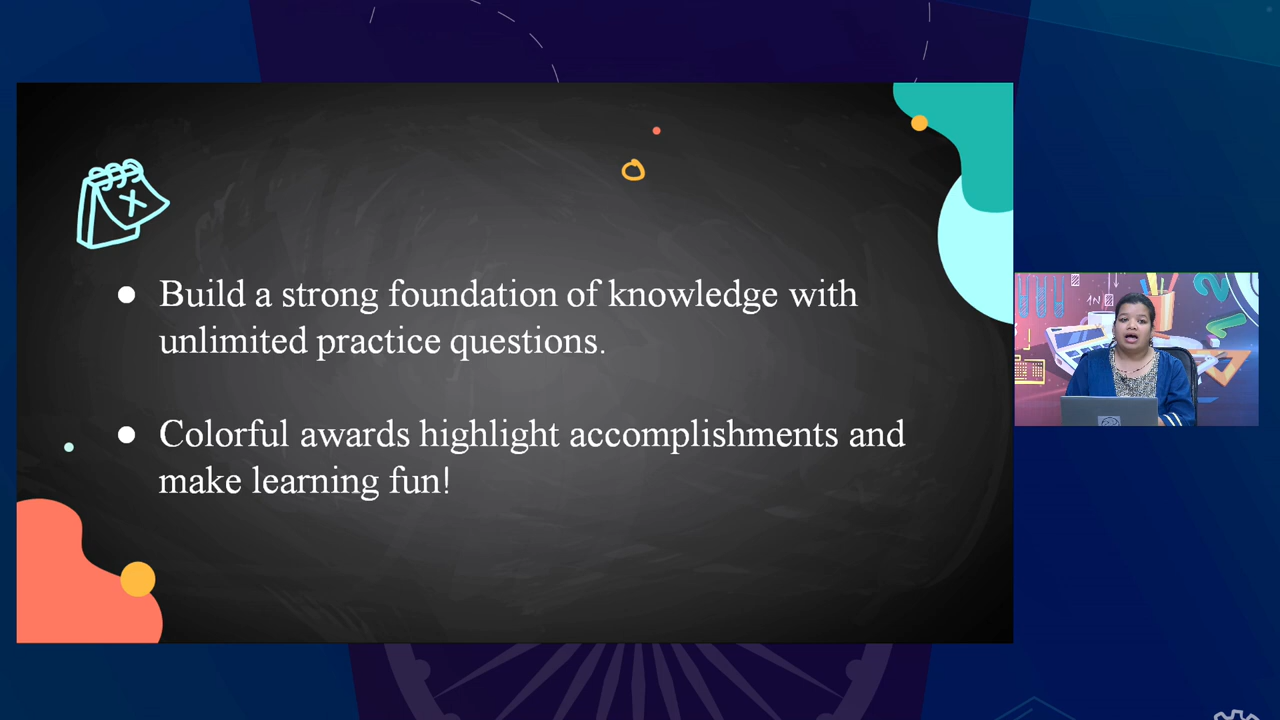 ● Build a strong foundation of knowledge with
unlimited practice questions.
● Colorful awards highlight accomplishments and
make learning fun!